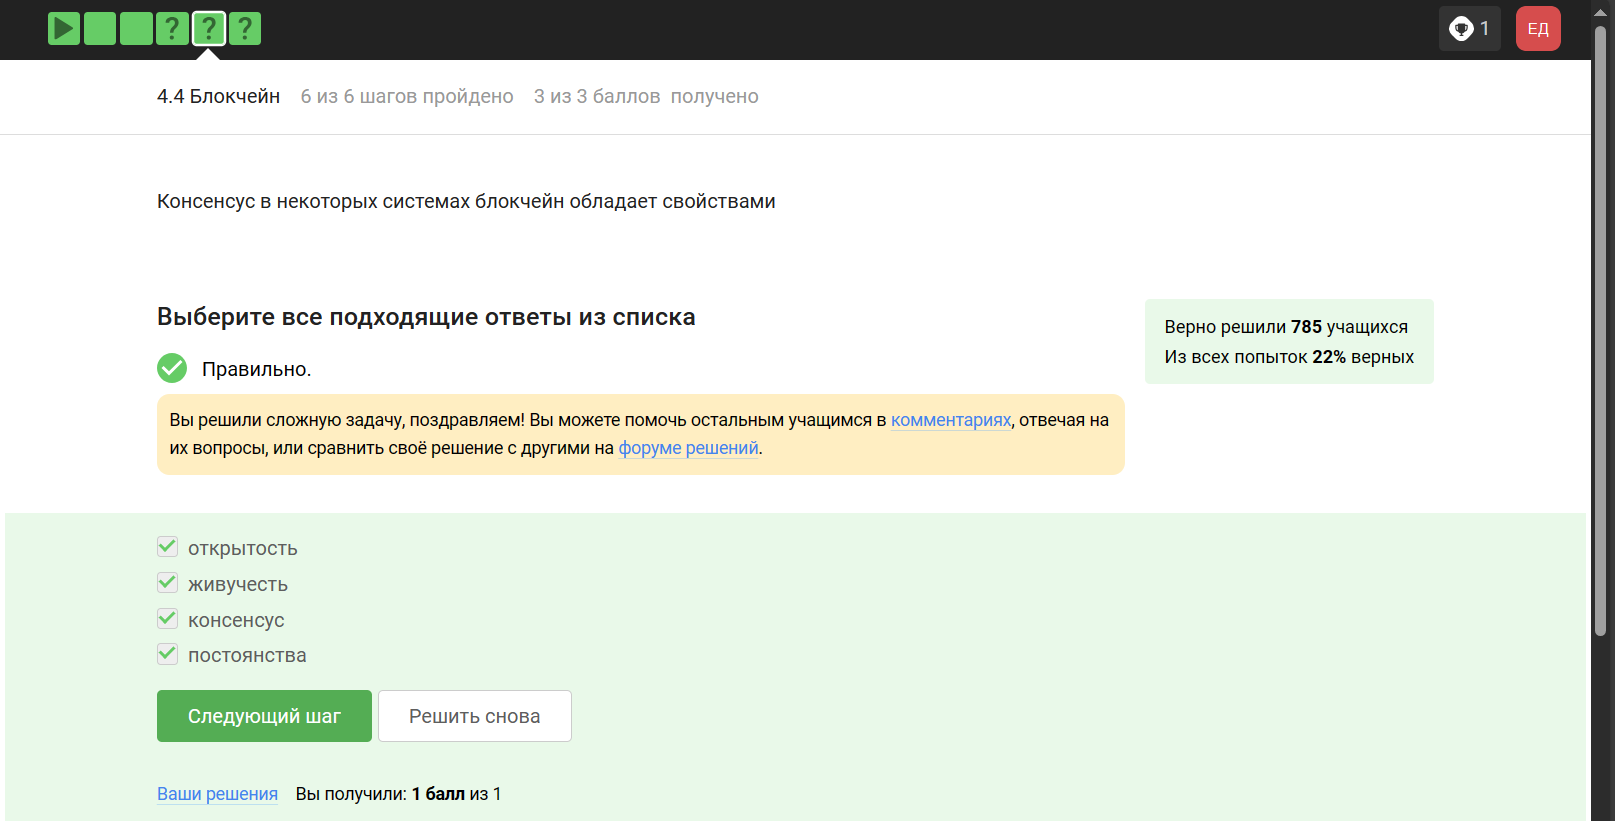 ? ? ?
1
ЕД
4.4 Блокчейн 6 из 6 шагов пройдено 3 из 3 баллов получено
Консенсус в некоторых системах блокчейн обладает свойствами
Выберите все подходящие ответы из списка
Верно решили 785 учащихся
Из всех попыток 22% верных
Правильно.
Вы решили сложную задачу, поздравляем! Вы можете помочь остальным учащимся в комментариях, отвечая на
их вопросы, или сравнить своё решение с другими на форуме решений.
открытость
живучесть
консенсус
постоянства
Следующий шаг
Решить снова
Ваши решения Вы получили: 1 балл из 1